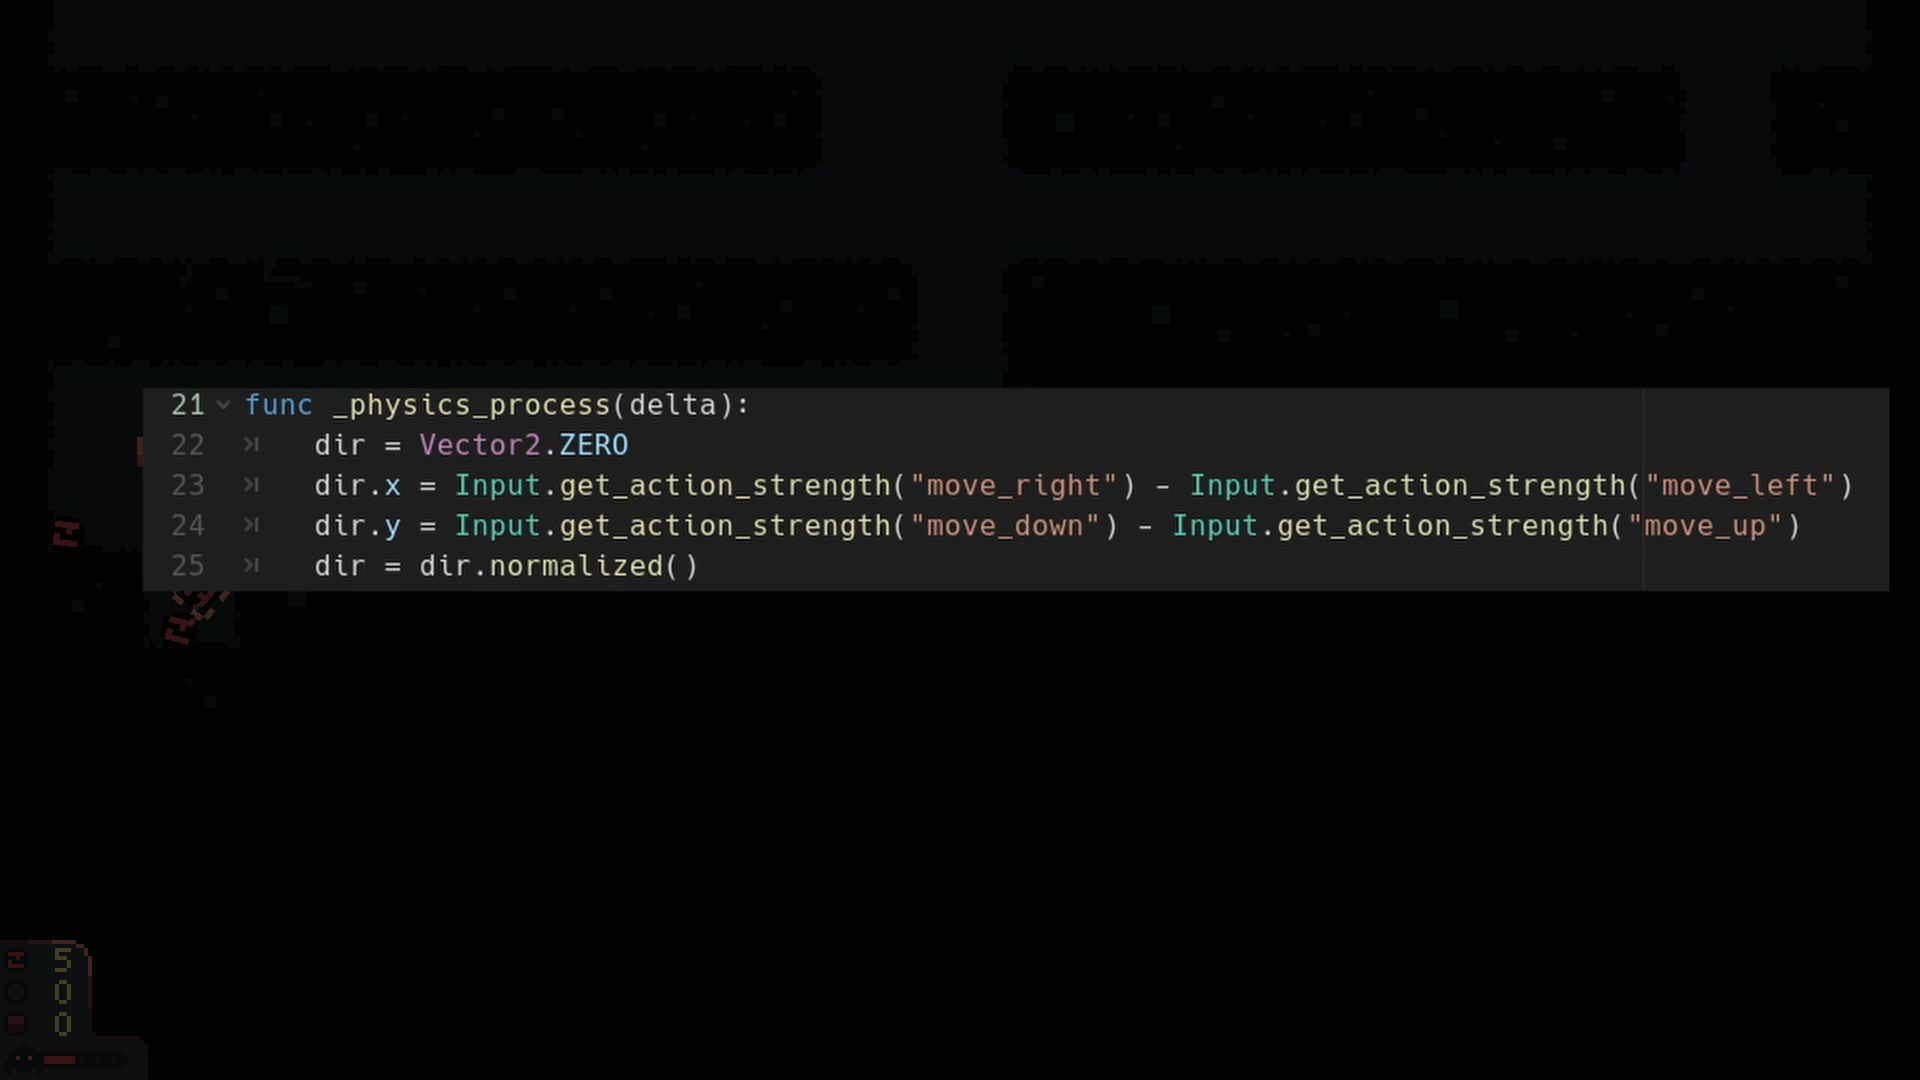 21 func _physics_process(delta):
22 dir = Vector2.ZERO
23 dir.x = Input.get_action_strength("move_right") - Input.get_action_strength("move_left")
24 dir.y = Input.get_action_strength("move_down") - Input.get_action_strength("move_up")
25 dir = dir.normalized()
5
0
0